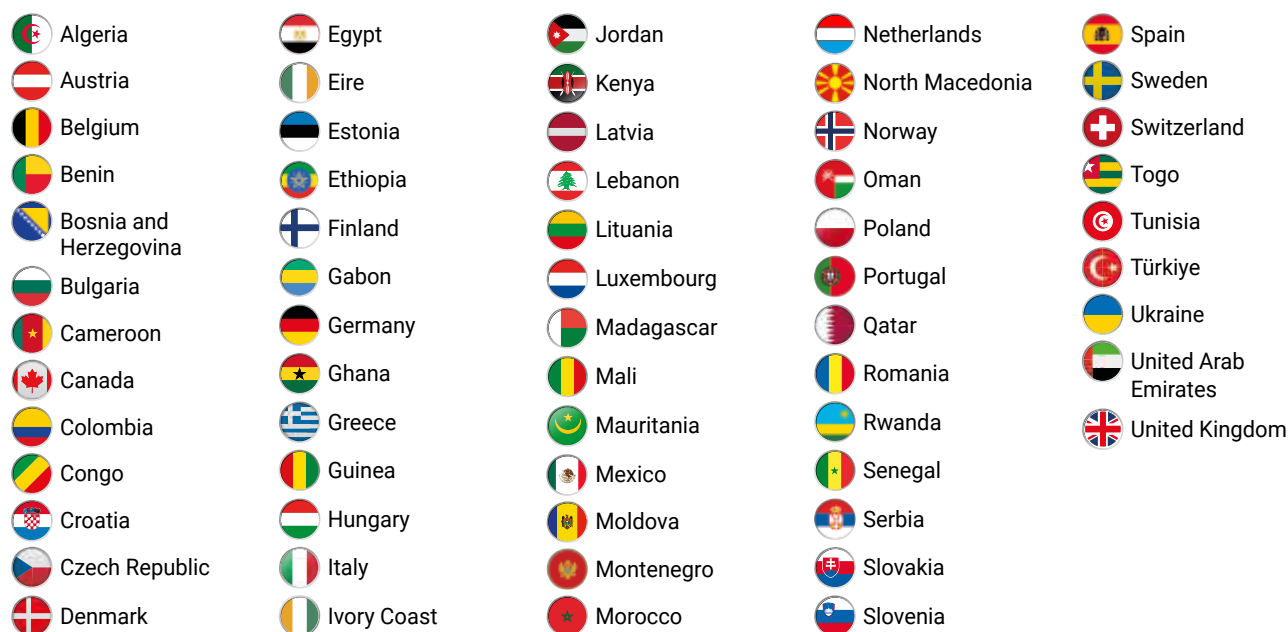 Algeria
Austria
Belgium
Benin
Bosnia and
Herzegovina
Bulgaria
Cameroon
Canada
Colombia
Congo
Croatia
Czech Republic
Denmark
Egypt
Eire
Estonia
Ethiopia
Finland
Gabon
Germany
Ghana
Greece
Guinea
Hungary
Italy
Ivory Coast
Jordan
Kenya
Latvia
Lebanon
Lituania
Luxembourg
Madagascar
Mali
Mauritania
Mexico
Moldova
Montenegro
Morocco
Netherlands
North Macedonia
Norway
Oman
Poland
Portugal
Qatar
Romania
Rwanda
Senegal
Serbia
Slovakia
Slovenia
Spain
Sweden
Switzerland
Togo
Tunisia
Türkiye
Ukraine
United Arab
Emirates
United Kingdom